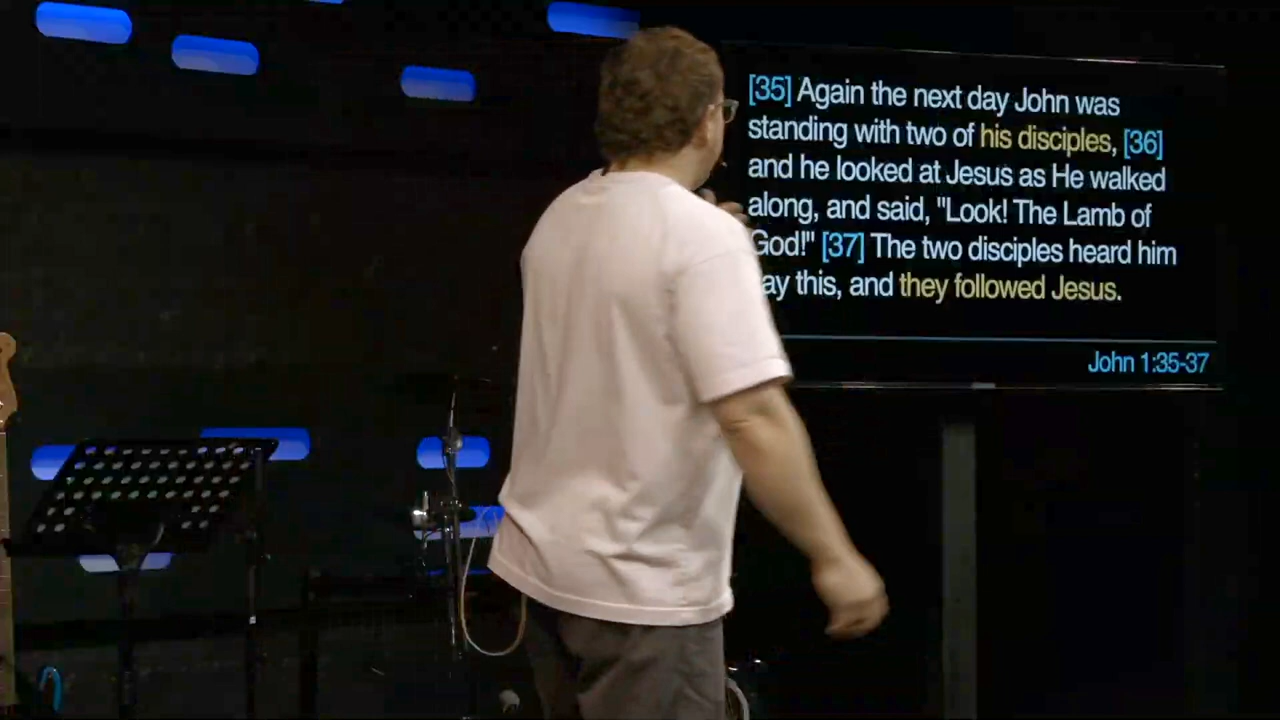 [35] Again the next day John was
standing with two of his disciples, [36]
and he looked at Jesus as He walked
along, and said, "Look! The Lamb of
God!" [37] The two disciples heard him
say this, and they followed Jesus.
John 1:35-37